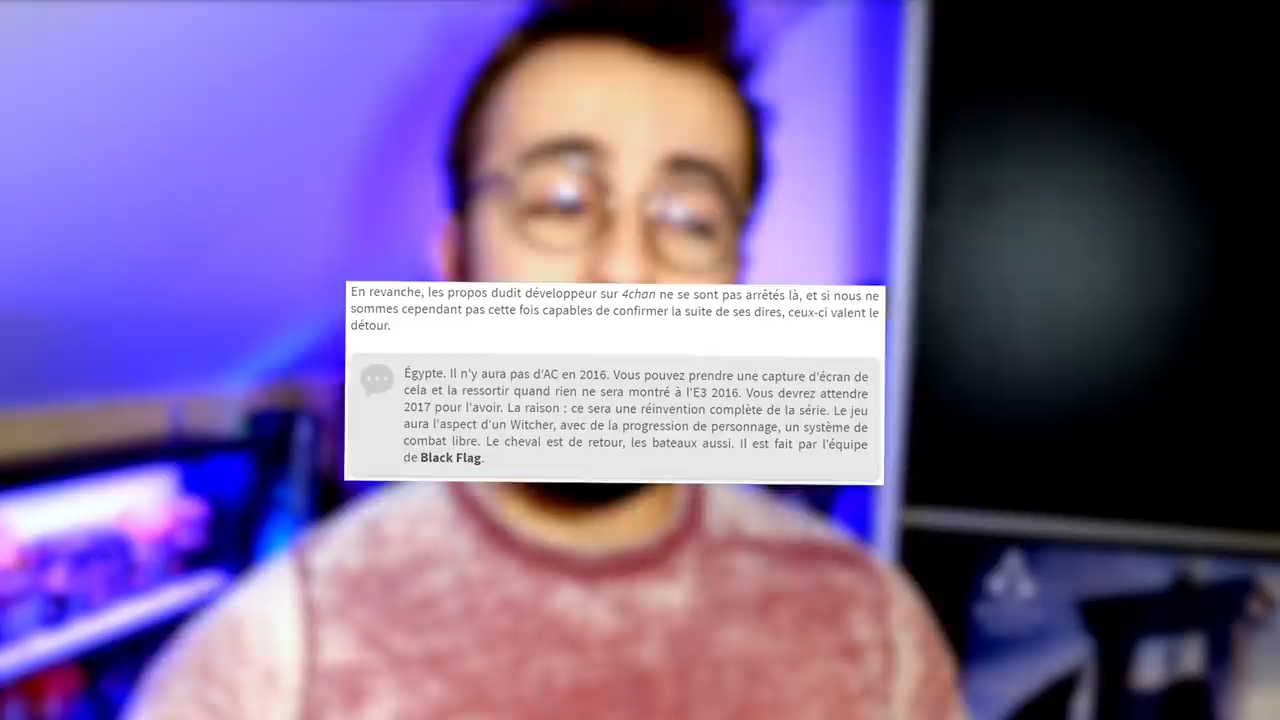 En revanche, les propos dudit développeur sur 4chan ne se sont pas arrêtés là, et si nous ne
sommes cependant pas cette fois capables de confirmer la suite de ses dires, ceux-ci valent le
détour.
Égypte. Il n'y aura pas d'AC en 2016. Vous pouvez prendre une capture d'écran de
cela et la ressortir quand rien ne sera montré à l'E3 2016. Vous devrez attendre
2017 pour l'avoir. La raison : ce sera une réinvention complète de la série. Le jeu
aura l'aspect d'un Witcher, avec de la progression de personnage, un système de
combat libre. Le cheval est de retour, les bateaux aussi. Il est fait par l'équipe
de Black Flag.